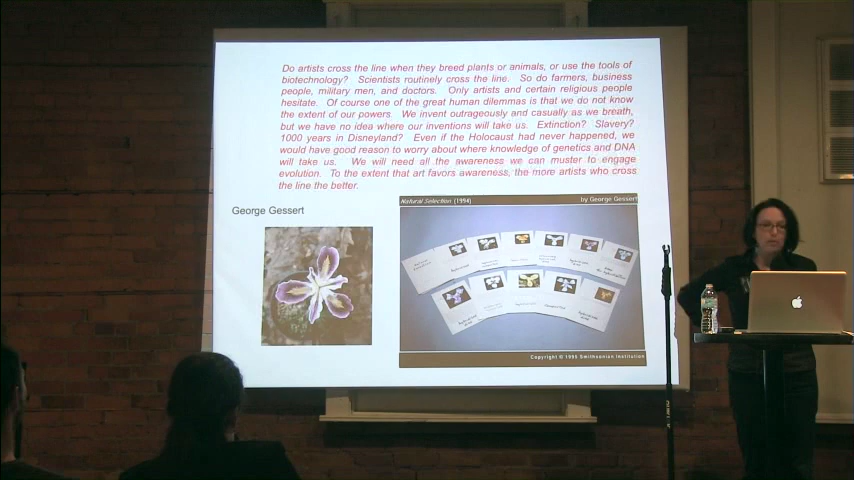 Do artists cross the line when they breed plants or animals, or use the tools of
biotechnology? Scientists routinely cross the line. So do farmers, business
people, military men, and doctors. Only artists and certain religious people
hesitate. Of course one of the great human dilemmas is that we do not know
the extent of our powers. We invent outrageously and casually as we breath,
but we have no idea where our inventions will take us. Extinction? Slavery?
1000 years in Disneyland? Even if the Holocaust had never happened, we
would have good reason to worry about where knowledge of genetics and DNA
will take us. We will need all the awareness we can muster to engage
evolution. To the extent that art favors awareness, the more artists who cross
the line the better.
George Gessert
Natural Selection (1994) by George Gessert
Copyright © 1995 Smithsonian Institution